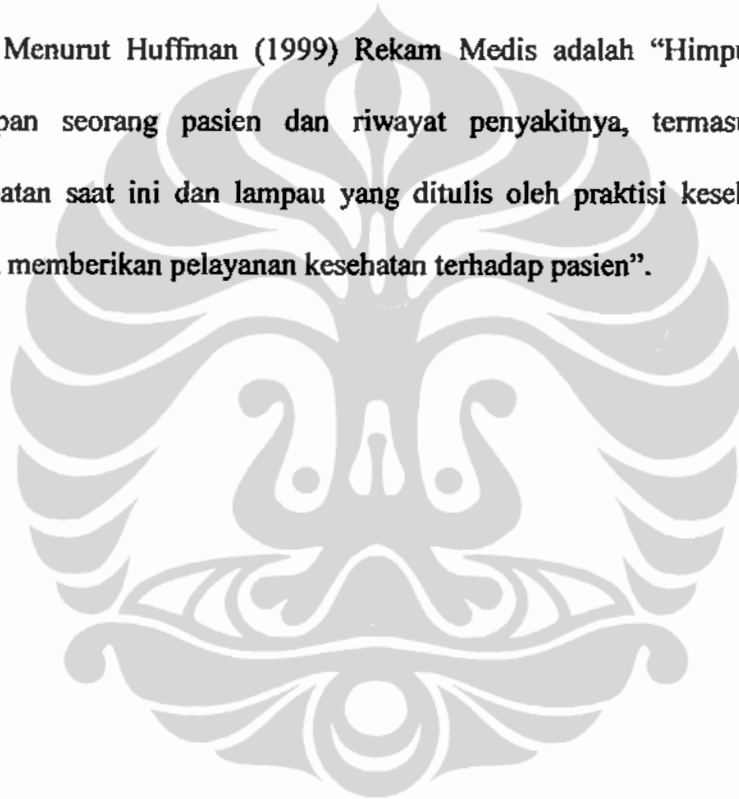 Menurut Huffman (1999) Rekam Medis adalah “Himpu
pan seorang pasien dan riwayat penyakitnya, termasu
atan saat ini dan lampau yang ditulis oleh praktisi keseh
memberikan pelayanan kesehatan terhadap pasien”.